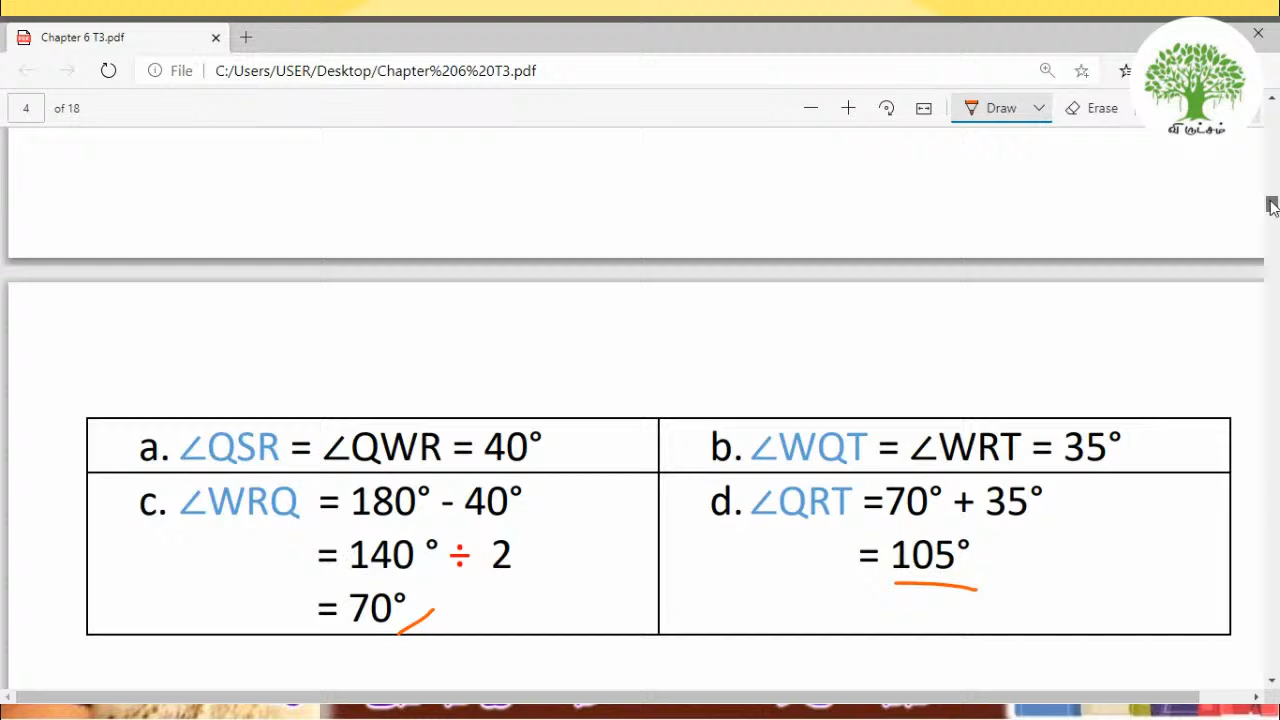 Chapter 6 T3.pdf
File C:/Users/USER/Desktop/Chapter%206%20T3.pdf
4 of 18 Draw Erase
விருட்சம்
a. ∠QSR = ∠QWR = 40°
b. ∠WQT = ∠WRT = 35°
c. ∠WRQ = 180° - 40°
= 140 ° ÷ 2
= 70°
d. ∠QRT =70° + 35°
= 105°